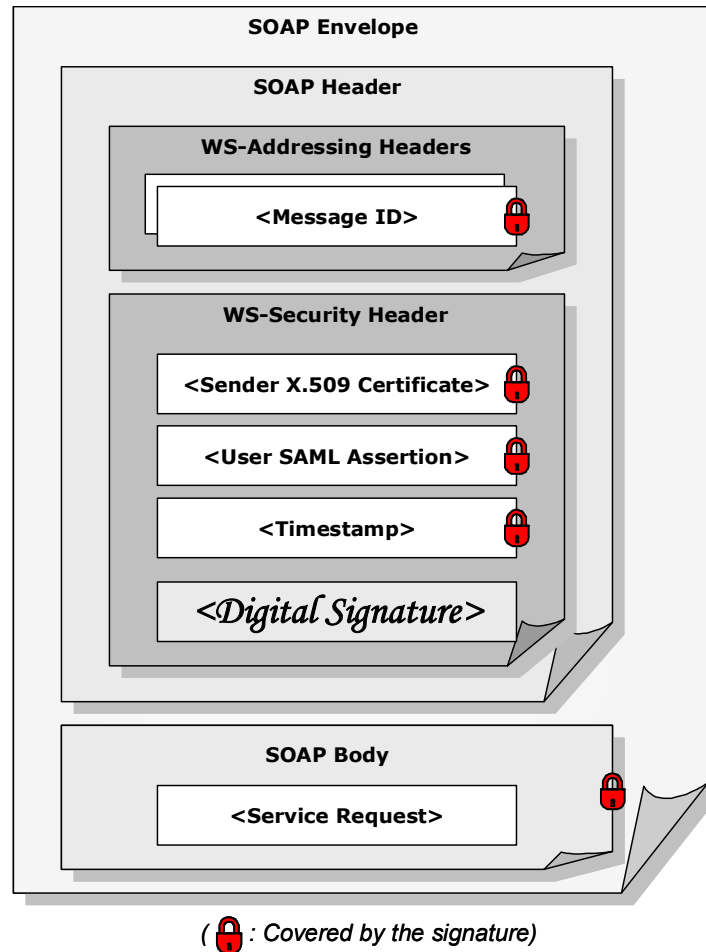 SOAP Envelope
SOAP Header
WS-Addressing Headers
<Message ID>
WS-Security Header
<Sender X.509 Certificate>
<User SAML Assertion>
<Timestamp>
<Digital Signature>
SOAP Body
<Service Request>
( : Covered by the signature)